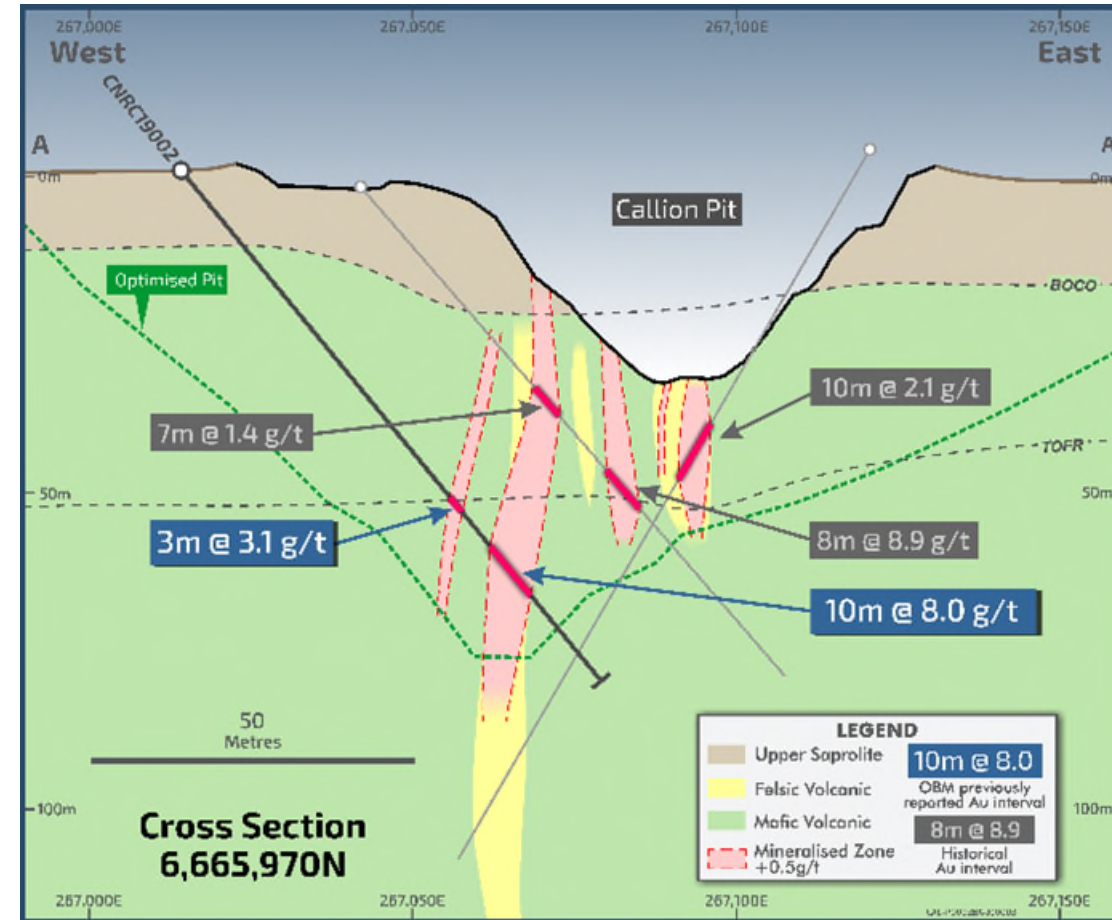 267,000E 267,050E 267,100E 267,150E
West East
CNRC19002
A A
0m 0m
Callion Pit
Optimised Pit
BOCO
10m @ 2.1 g/t
7m @ 1.4 g/t
TOFR
50m 50m
3m @ 3.1 g/t
8m @ 8.9 g/t
10m @ 8.0 g/t
50
Metres
LEGEND
Upper Saprolite
Felsic Volcanic
Mafic Volcanic
Mineralised Zone
+0.5g/t
10m @ 8.0
OBM previously
reported Au interval
8m @ 8.9
Historical
Au interval
100m 100m
Cross Section
6,665,970N
267,000E 267,050E 267,100E 267,150E